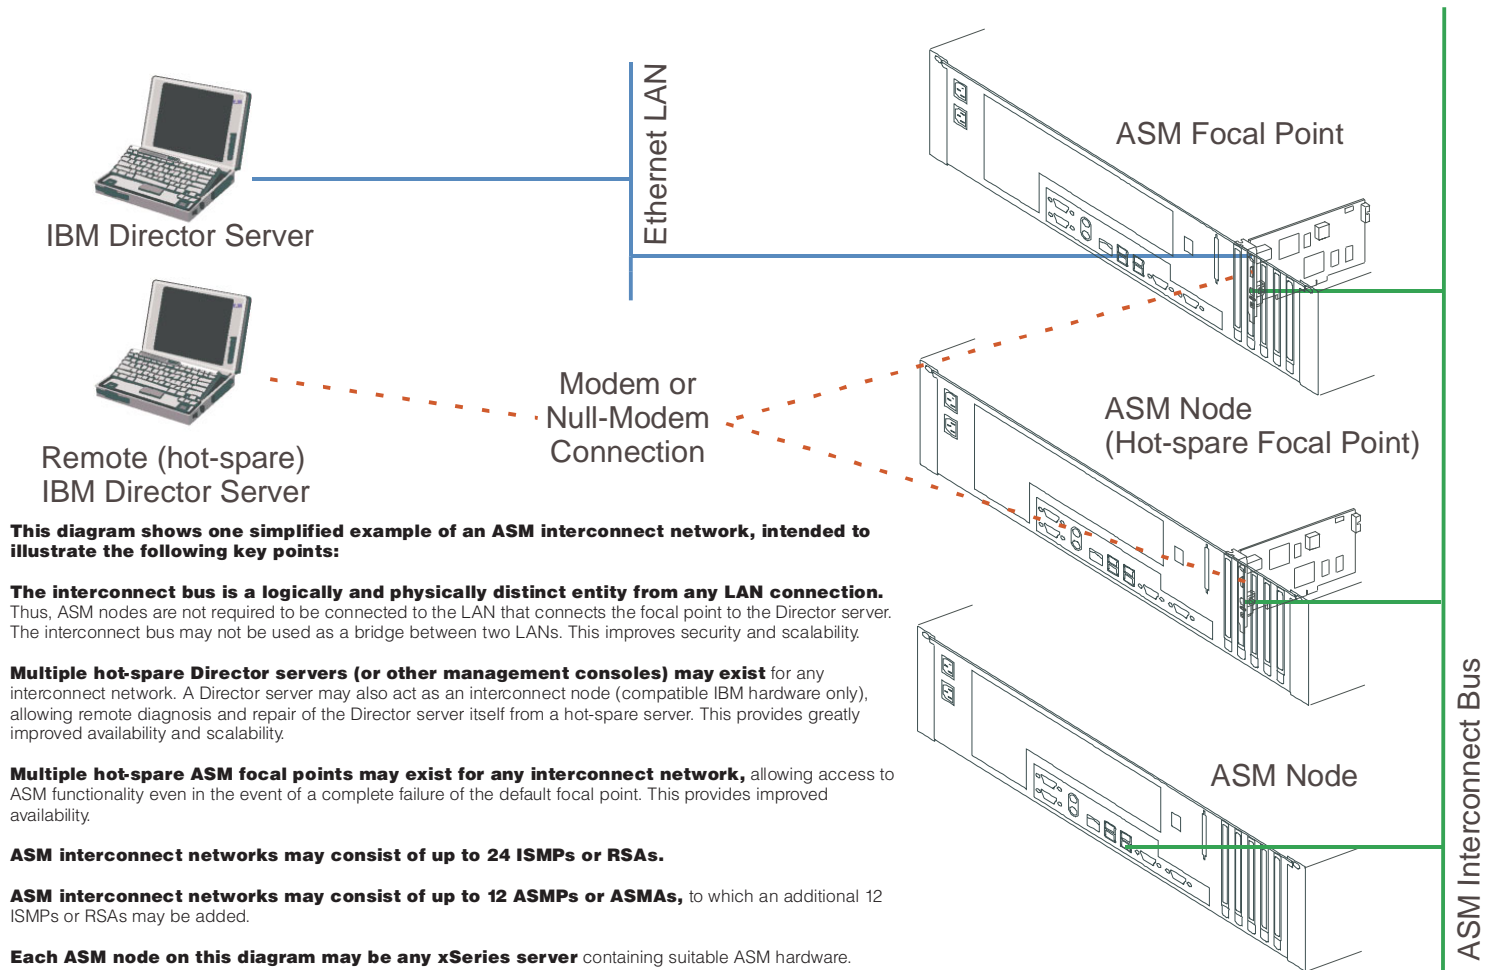 IBM Director Server
Ethernet LAN
ASM Focal Point
Remote (hot-spare)
IBM Director Server
Modem or
Null-Modem
Connection
ASM Node
(Hot-spare Focal Point)
ASM Node
ASM Interconnect Bus
This diagram shows one simplified example of an ASM interconnect network, intended to
illustrate the following key points:
The interconnect bus is a logically and physically distinct entity from any LAN connection.
Thus, ASM nodes are not required to be connected to the LAN that connects the focal point to the Director server.
The interconnect bus may not be used as a bridge between two LANs. This improves security and scalability.
Multiple hot-spare Director servers (or other management consoles) may exist for any
interconnect network. A Director server may also act as an interconnect node (compatible IBM hardware only),
allowing remote diagnosis and repair of the Director server itself from a hot-spare server. This provides greatly
improved availability and scalability.
Multiple hot-spare ASM focal points may exist for any interconnect network, allowing access to
ASM functionality even in the event of a complete failure of the default focal point. This provides improved
availability.
ASM interconnect networks may consist of up to 24 ISMPs or RSAs.
ASM interconnect networks may consist of up to 12 ASMPs or ASMAs, to which an additional 12
ISMPs or RSAs may be added.
Each ASM node on this diagram may be any xSeries server containing suitable ASM hardware.